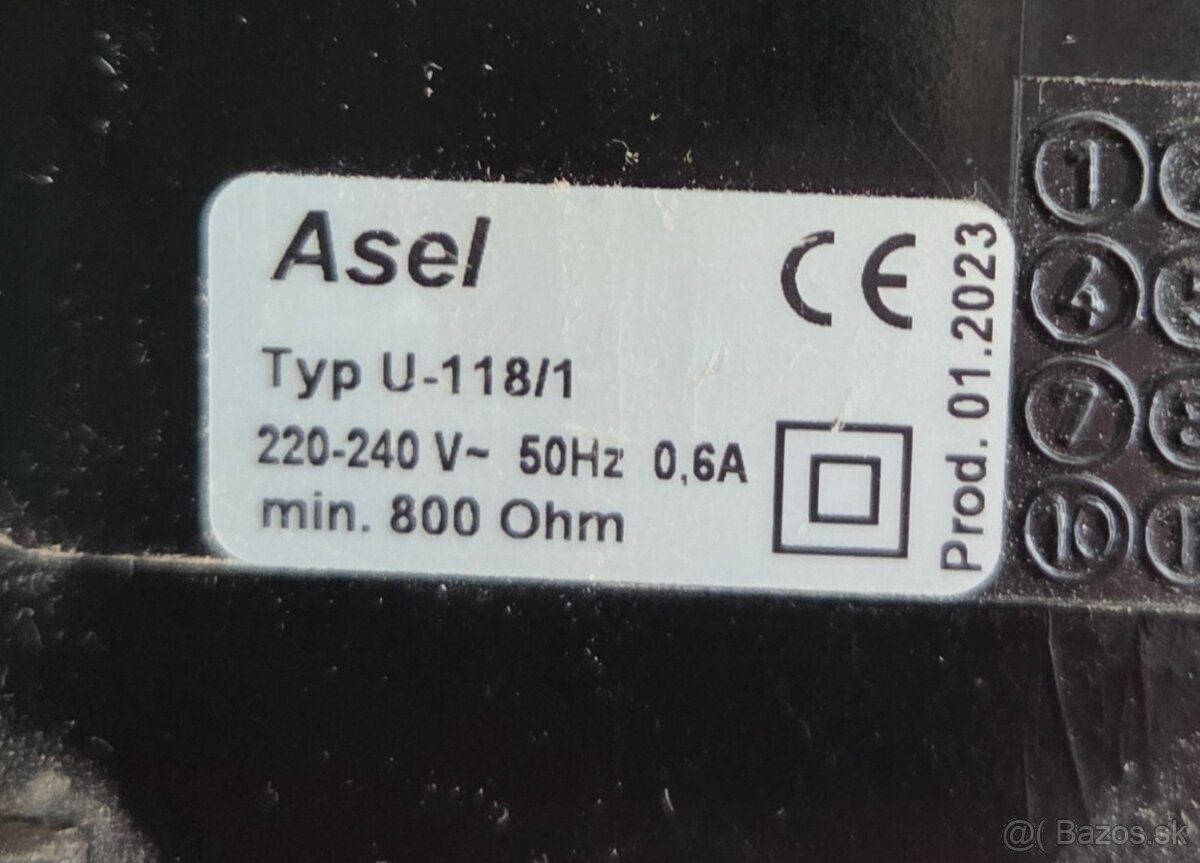 Asel
CE
Typ U-118/1
220-240 V~ 50Hz 0,6A
min. 800 Ohm
Prod. 01.2023
1
4
7
10
@( Bazos.sk